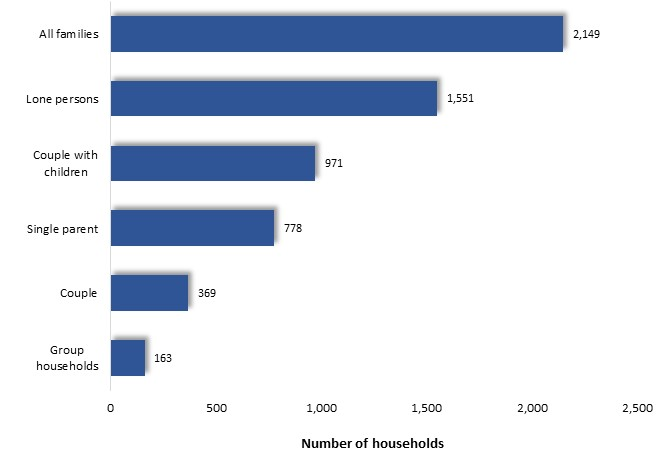 All families
2,149
Lone persons
1,551
Couple with
children
971
Single parent
778
Couple
369
Group
households
163
0 500 1,000 1,500 2,000 2,500
Number of households